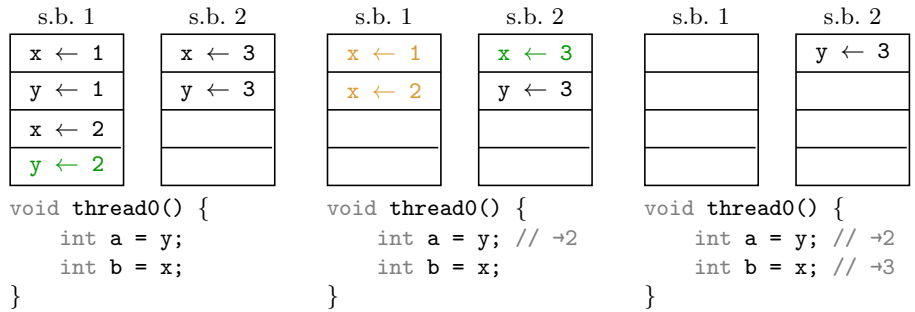 s.b. 1 s.b. 2 s.b. 1 s.b. 2 s.b. 1 s.b. 2
x ← 1 x ← 3 x ← 1 x ← 3 y ← 3
y ← 1 y ← 3 x ← 2 y ← 3
x ← 2
y ← 2
void thread0() { void thread0() { void thread0() {
int a = y; int a = y; // →2 int a = y; // →2
int b = x; int b = x; int b = x; // →3
} } }